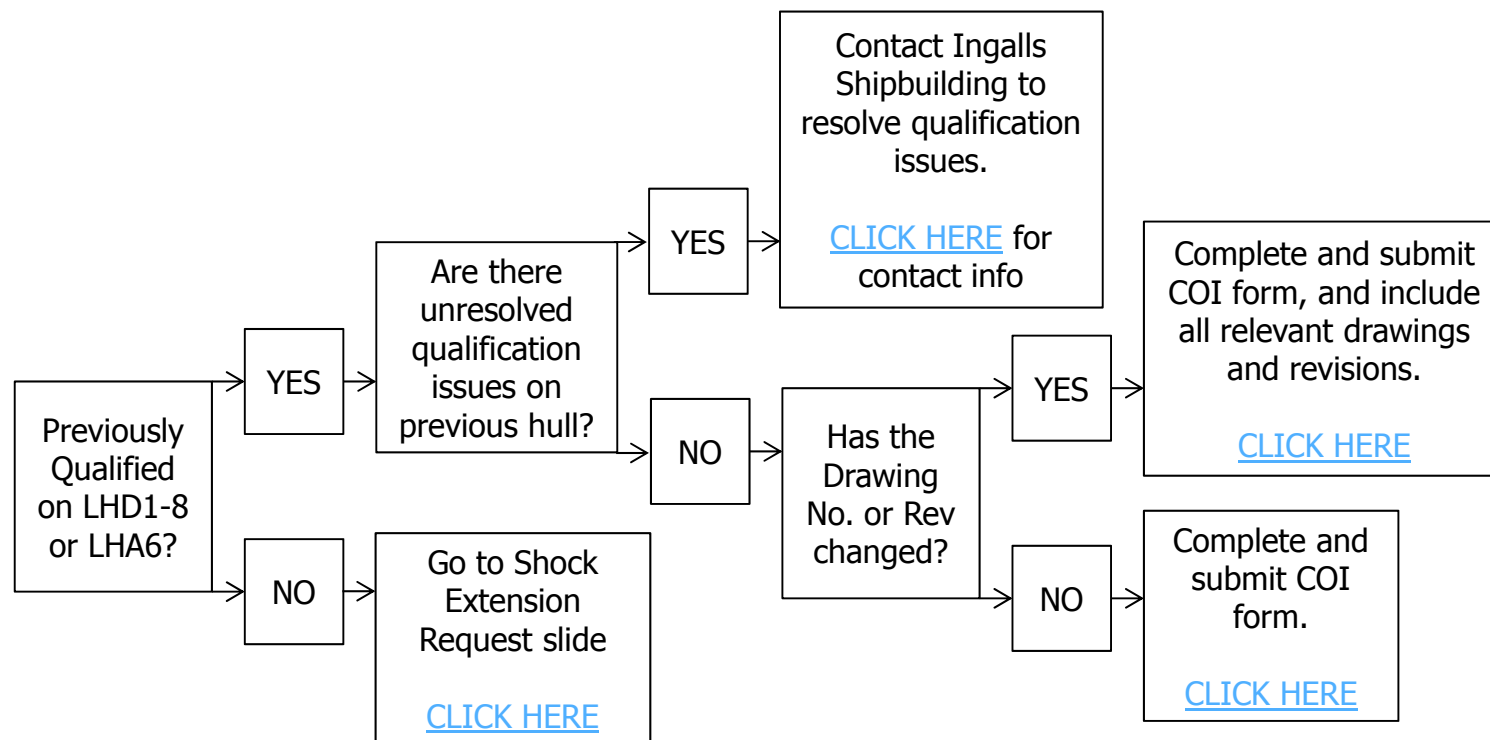 Previously
Qualified
on LHD1-8
or LHA6?
YES
Are there
unresolved
qualification
issues on
previous hull?
YES
Contact Ingalls
Shipbuilding to
resolve qualification
issues.
CLICK HERE for
contact info
NO
Has the
Drawing
No. or Rev
changed?
YES
Complete and submit
COI form, and include
all relevant drawings
and revisions.
CLICK HERE
NO
Complete and
submit COI
form.
CLICK HERE
NO
Go to Shock
Extension
Request slide
CLICK HERE